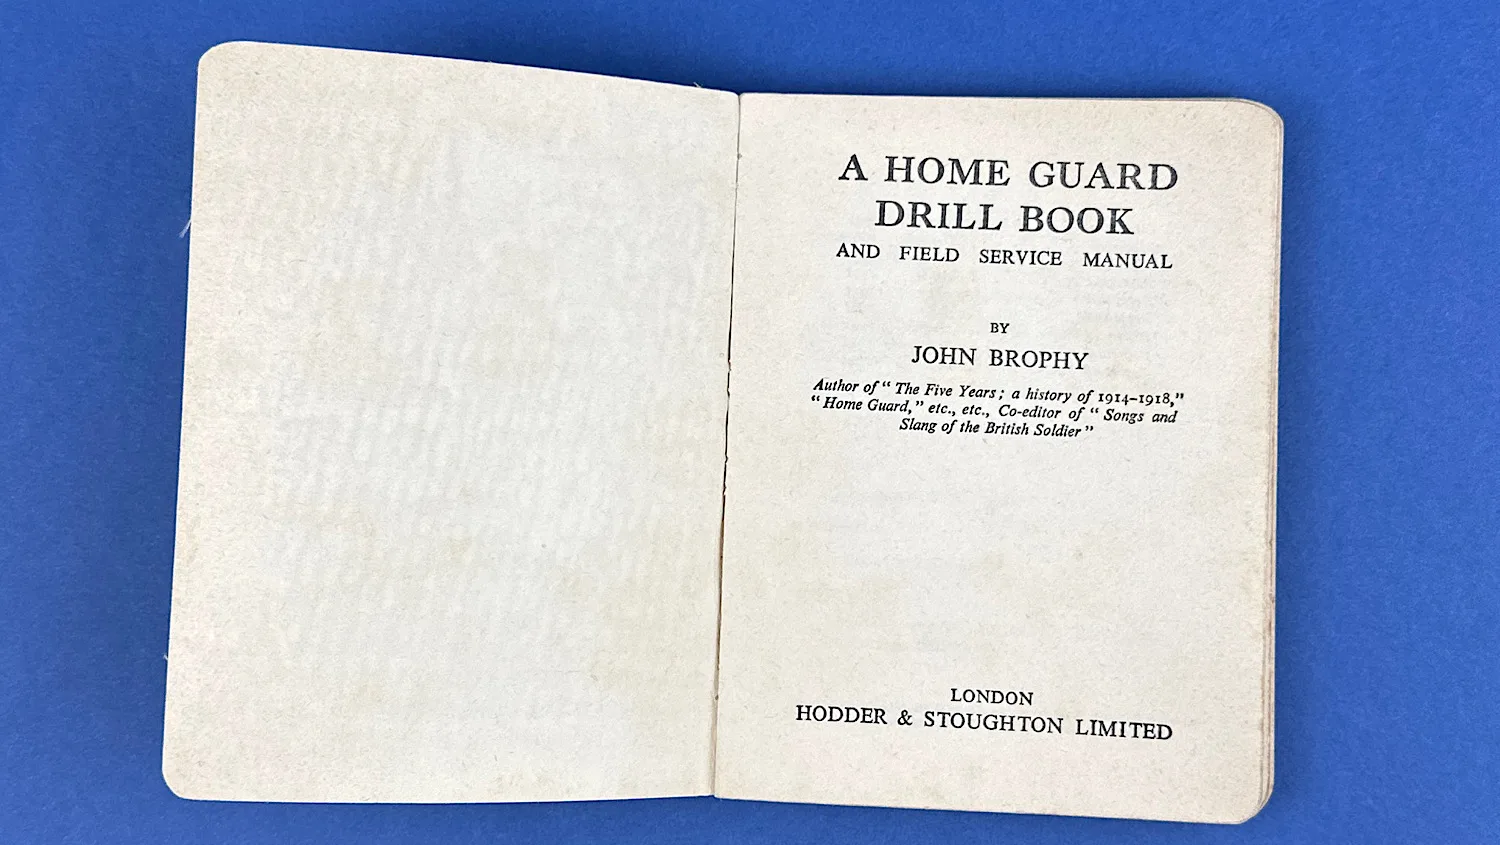 A HOME GUARD
DRILL BOOK
AND FIELD SERVICE MANUAL
BY
JOHN BROPHY
Author of “ The Five Years ; a history of 1914–1918,”
“ Home Guard,” etc., etc., Co-editor of “ Songs and
Slang of the British Soldier ”
LONDON
HODDER & STOUGHTON LIMITED